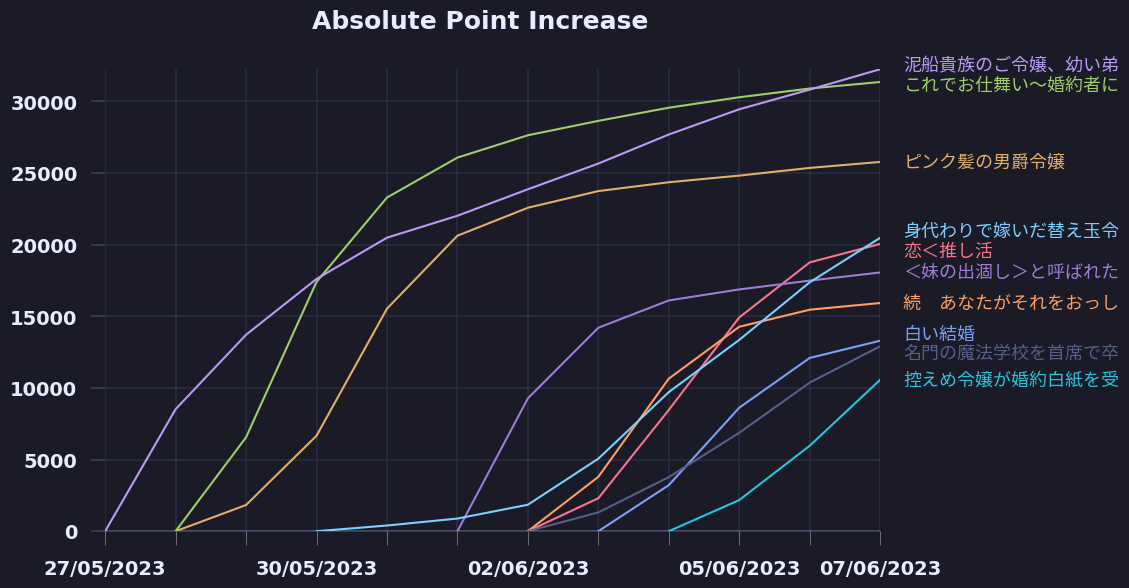 Absolute Point Increase
泥船貴族のご令嬢、幼い弟
これでお仕舞い～婚約者に
30000
25000
ピンク髪の男爵令嬢
身代わりで嫁いだ替え玉令
20000
恋＜推し活
＜妹の出涸し＞と呼ばれた
続　あなたがそれをおっし
15000
白い結婚
名門の魔法学校を首席で卒
10000
控えめ令嬢が婚約白紙を受
5000
0
27/05/2023 30/05/2023 02/06/2023 05/06/2023 07/06/2023